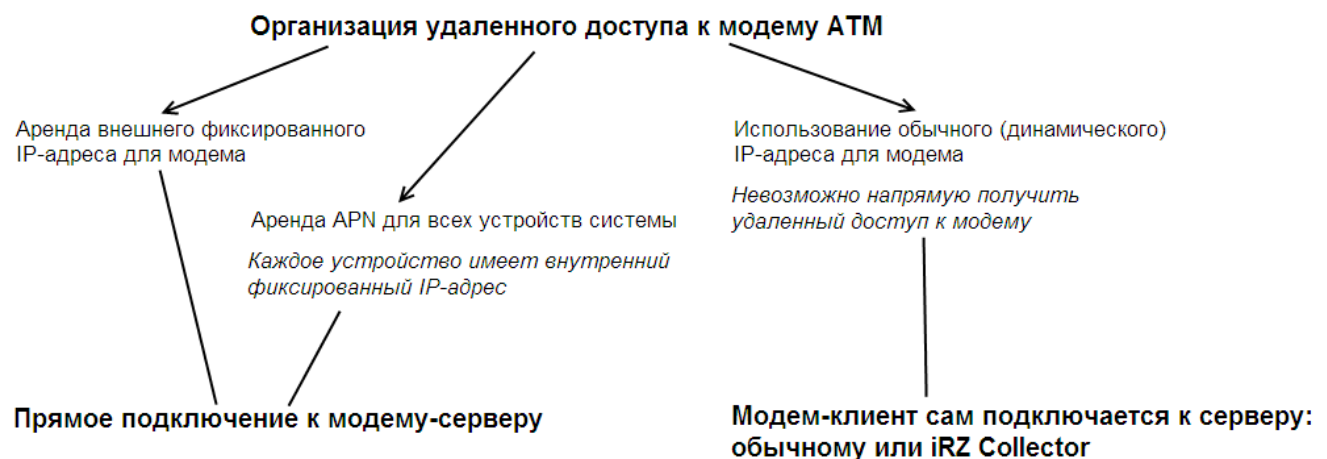 Организация удаленного доступа к модему ATM
Аренда внешнего фиксированного
IP-адреса для модема
Аренда APN для всех устройств системы
Каждое устройство имеет внутренний
фиксированный IP-адрес
Использование обычного (динамического)
IP-адреса для модема
Невозможно напрямую получить
удаленный доступ к модему
Прямое подключение к модему-серверу
Модем-клиент сам подключается к серверу:
обычному или iRZ Collector